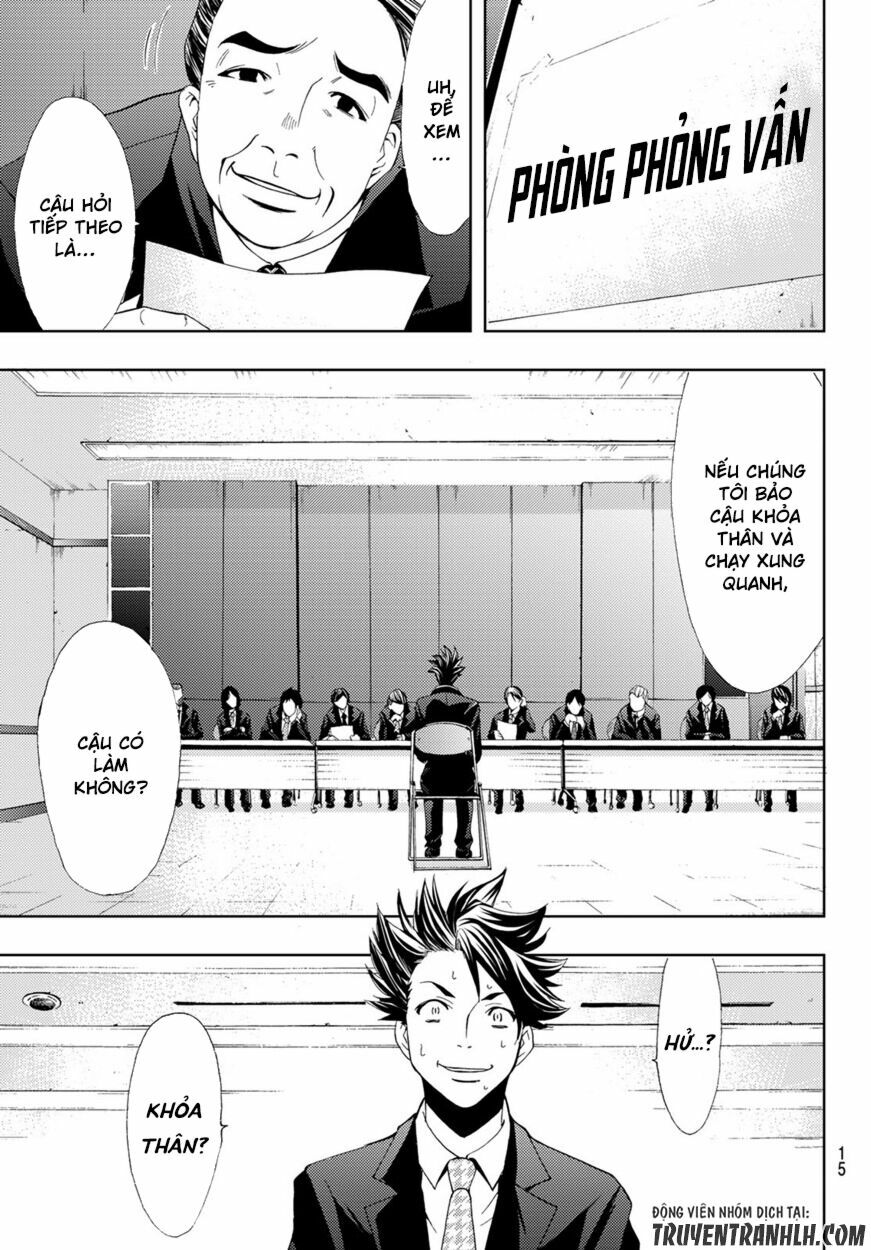 PHÒNG PHỎNG VẤN
UH,
ĐỂ
XEM
...
CÂU HỎI
TIẾP THEO
LÀ...
NẾU CHÚNG
TÔI BẢO
CẬU KHỎA
THÂN VÀ
CHẠY XUNG
QUANH,
CẬU CÓ
LÀM
KHÔNG?
HỬ...?
KHỎA
THÂN?
15
ĐỘNG VIÊN NHÓM DỊCH TẠI:
TRUYENTRANHLH.COM